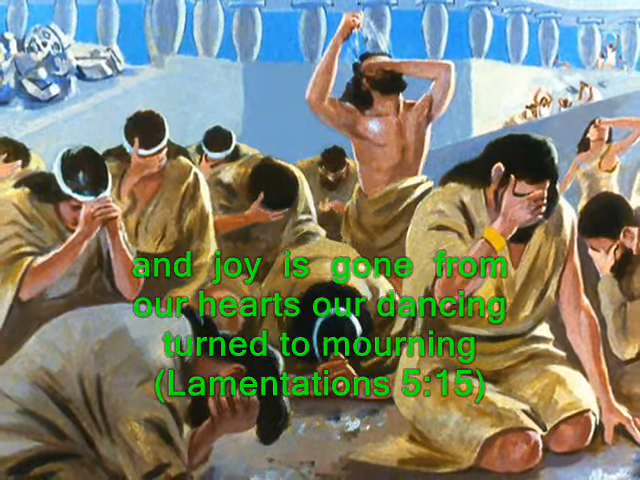 and joy is gone from
our hearts our dancing
turned to mourning
(Lamentations 5:15)